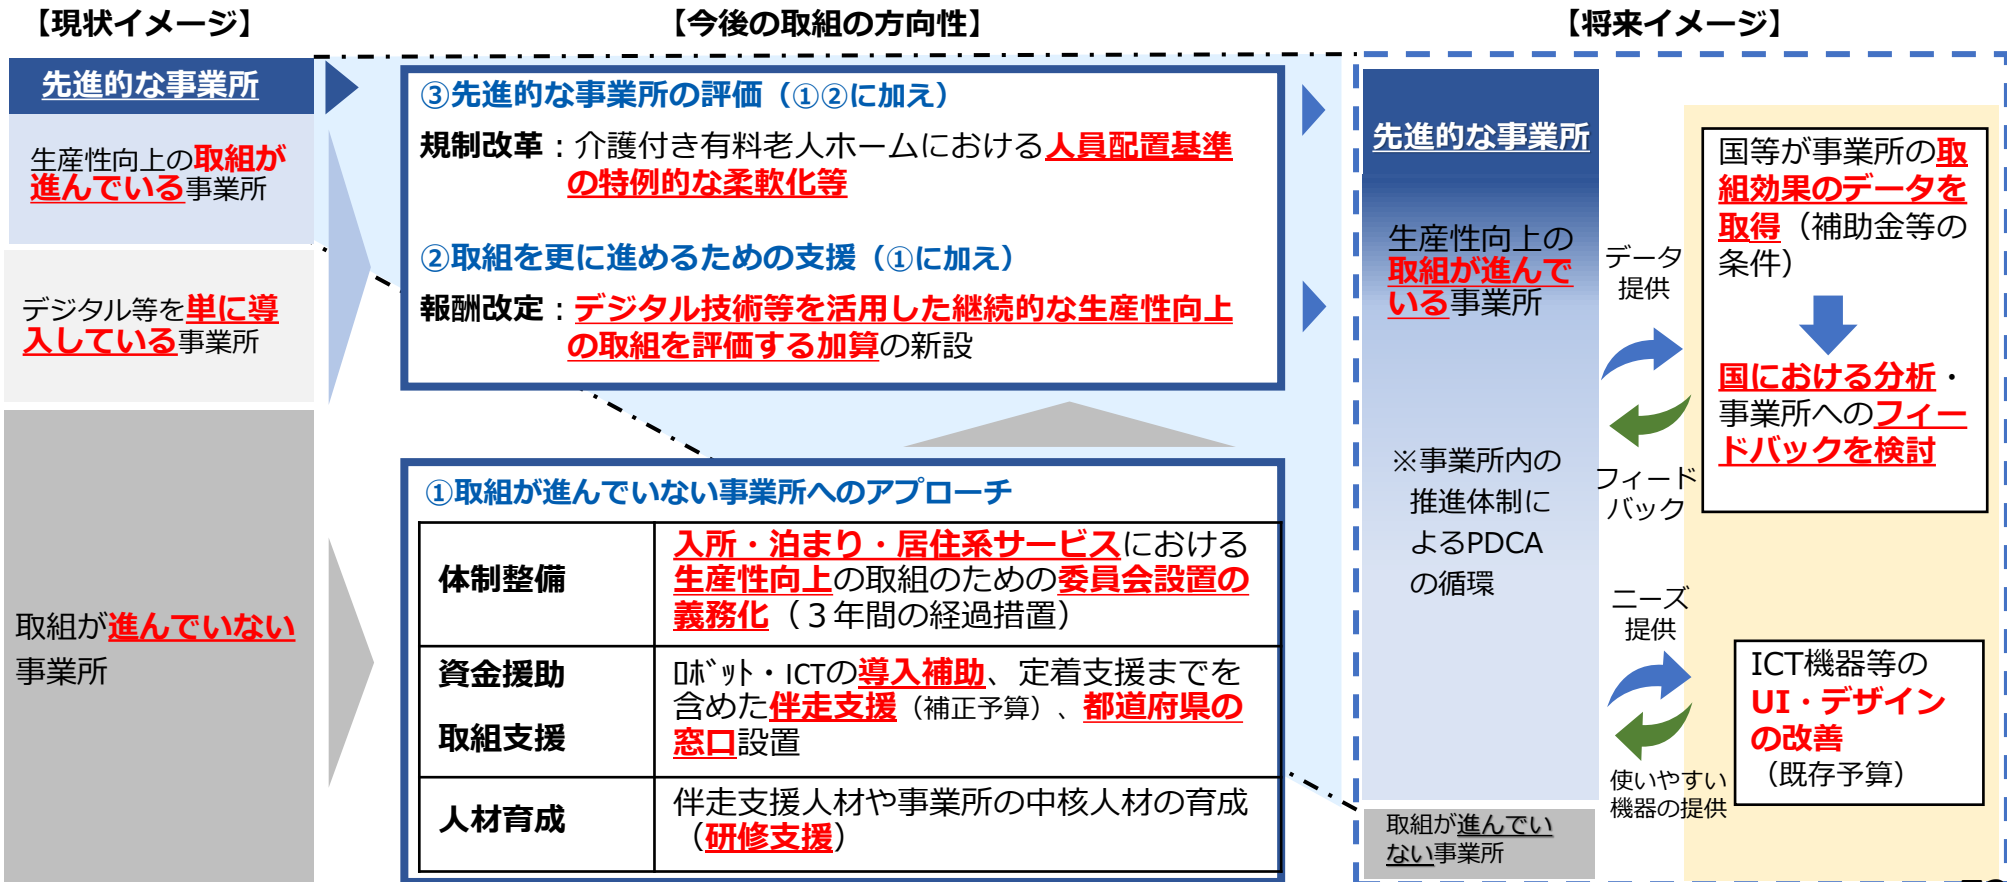 【現状イメージ】
【今後の取組の方向性】
【将来イメージ】
先進的な事業所
生産性向上の取組が
進んでいる事業所
デジタル等を単に導
入している事業所
取組が進んでいない
事業所
③先進的な事業所の評価（①②に加え）
規制改革：介護付き有料老人ホームにおける人員配置基準
の特例的な柔軟化等
②取組を更に進めるための支援（①に加え）
報酬改定：デジタル技術等を活用した継続的な生産性向上
の取組を評価する加算の新設
①取組が進んでいない事業所へのアプローチ
体制整備
入所・泊まり・居住系サービスにおける
生産性向上の取組のための委員会設置の
義務化（３年間の経過措置）
資金援助
取組支援
ﾛﾎﾞｯﾄ・ICTの導入補助、定着支援までを
含めた伴走支援（補正予算）、都道府県の
窓口設置
人材育成
伴走支援人材や事業所の中核人材の育成
（研修支援）
先進的な事業所
生産性向上の
取組が進んで
いる事業所
※事業所内の
推進体制に
よるPDCA
の循環
取組が進んでい
ない事業所
データ
提供
フィード
バック
ニーズ
提供
使いやすい
機器の提供
国等が事業所の取
組効果のデータを
取得（補助金等の
条件）
国における分析・
事業所へのフィー
ドバックを検討
ICT機器等の
UI・デザイン
の改善
（既存予算）